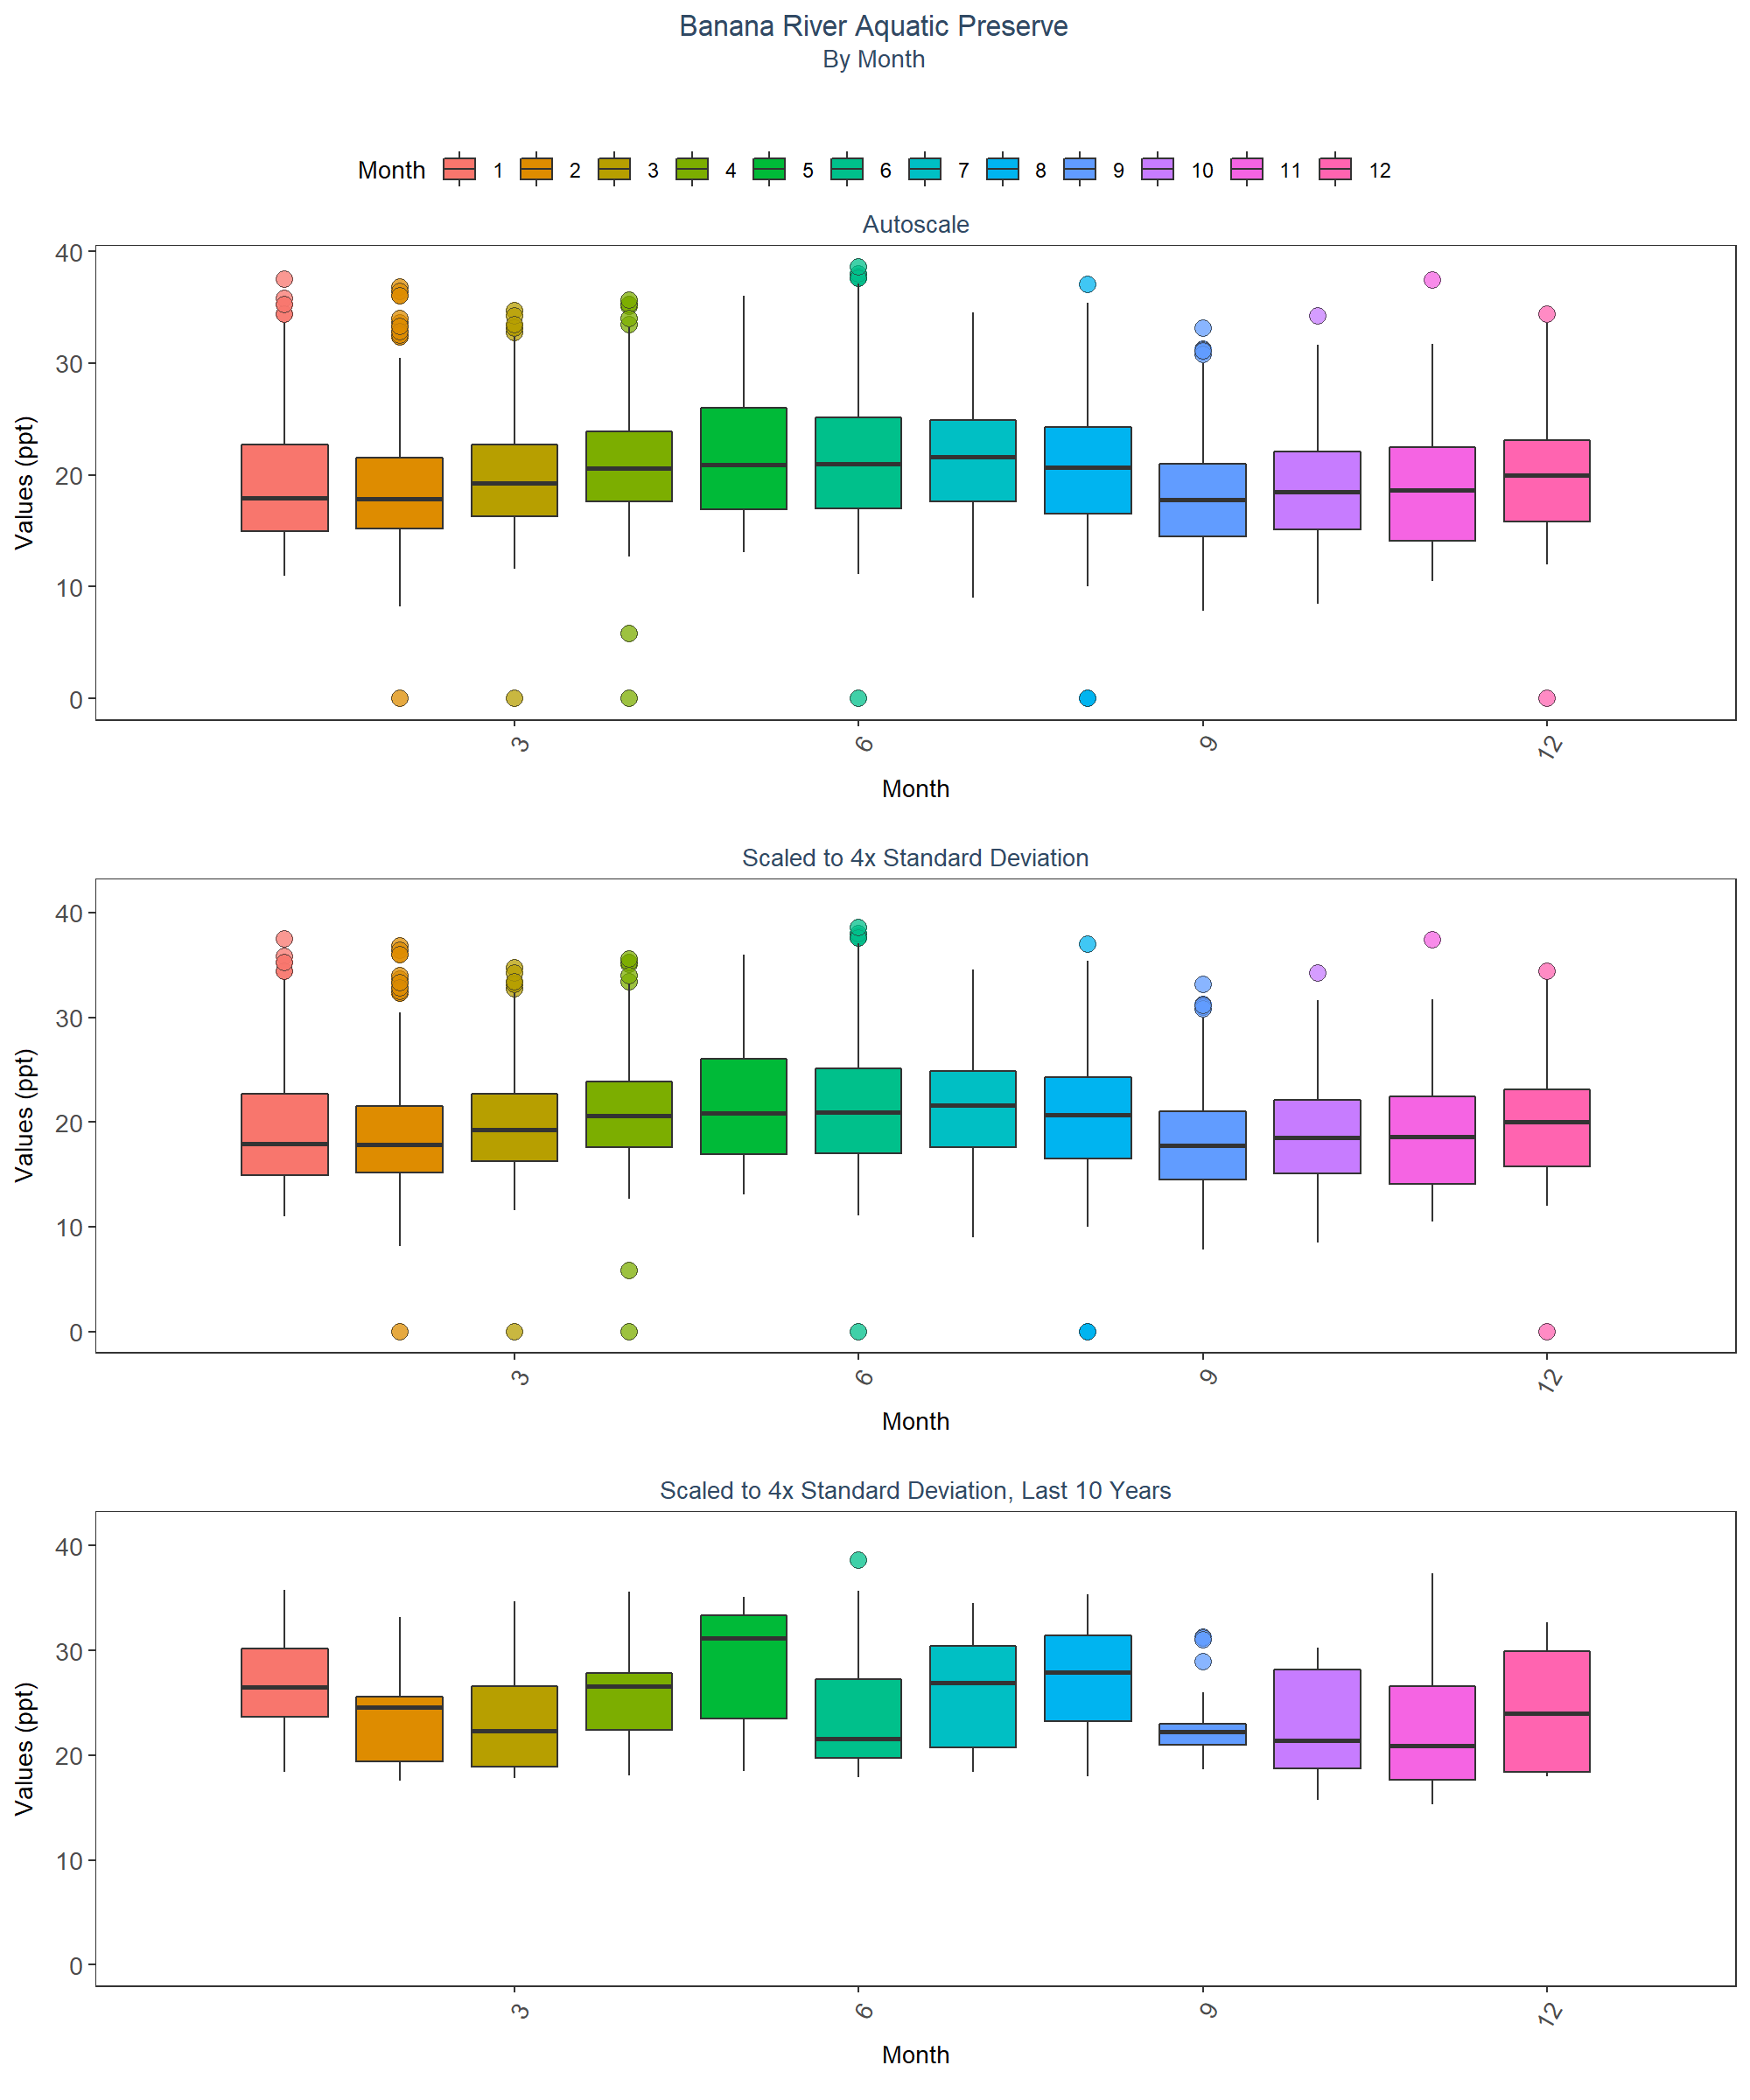 Banana River Aquatic Preserve
By Month
Month 1 2 3 4 5 6 7 8 9 10 11 12
Autoscale
40
30
20
10
0
Values (ppt)
3 6 9 12
Month
Scaled to 4x Standard Deviation
40
30
20
10
0
Values (ppt)
3 6 9 12
Month
Scaled to 4x Standard Deviation, Last 10 Years
40
30
20
10
0
Values (ppt)
3 6 9 12
Month